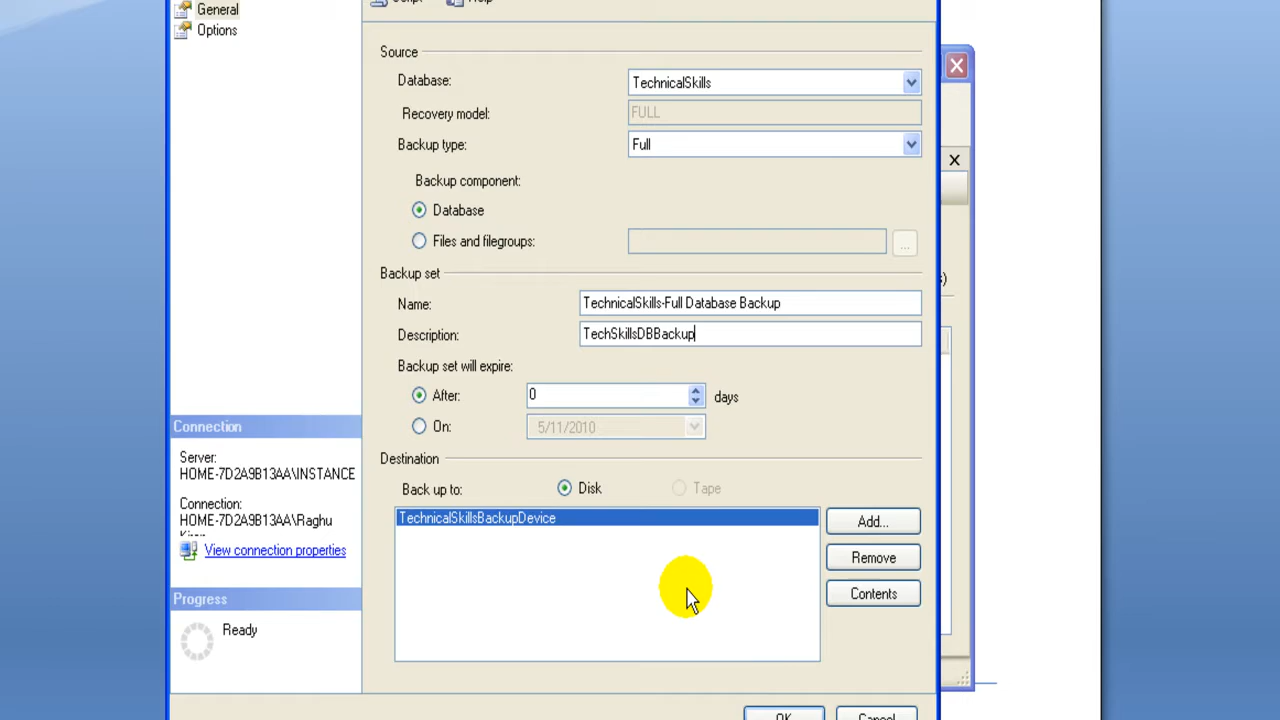 Script Help
General
Options
Source
Database: TechnicalSkills
Recovery model: FULL
Backup type: Full
Backup component:
Database
Files and filegroups: ...
Backup set
Name: TechnicalSkills-Full Database Backup
Description: TechSkillsDBBackup
Backup set will expire:
After: 0 days
On: 5/11/2010
Destination
Back up to: Disk Tape
TechnicalSkillsBackupDevice
Add...
Remove
Contents
Connection
Server:
HOME-7D2A9B13AA\INSTANCE
Connection:
HOME-7D2A9B13AA\Raghu
View connection properties
Progress
Ready
OK Cancel